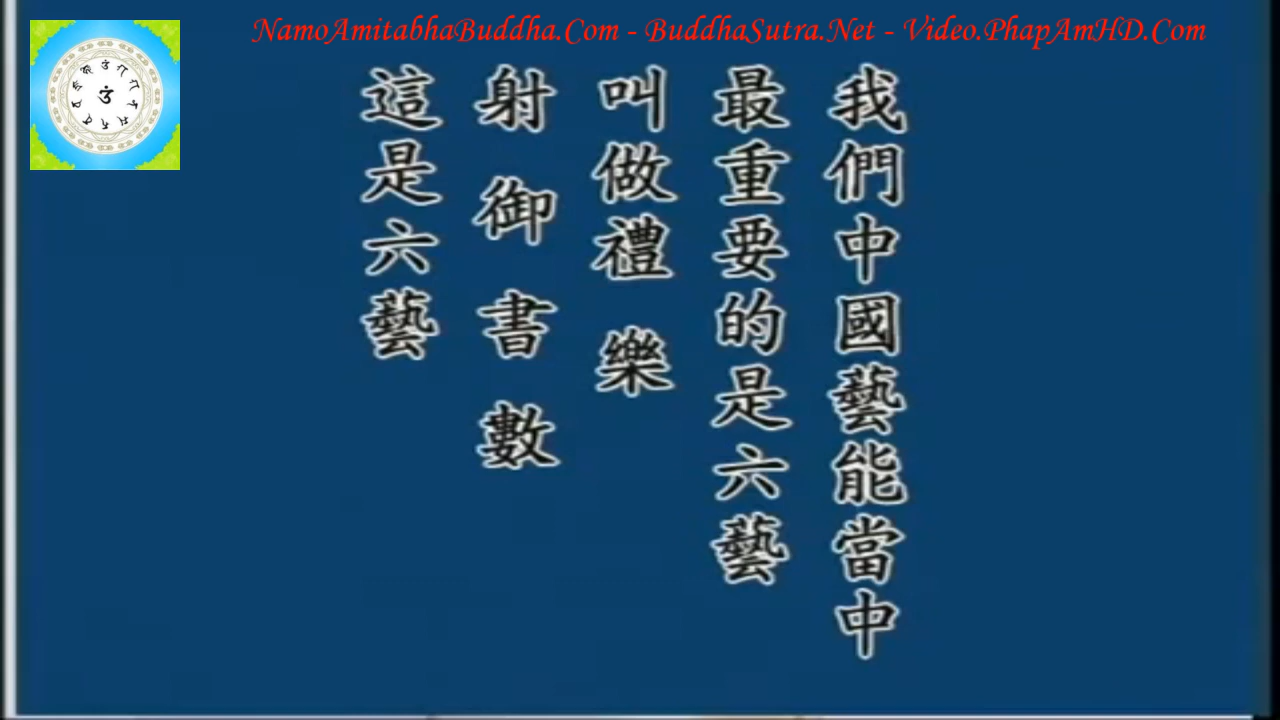 NamoAmitabhaBuddha.Com - BuddhaSutra.Net - Video.PhapAmHD.Com
我們中國藝能當中
最重要的是六藝
叫做禮 樂
射 御 書 數
這是六藝